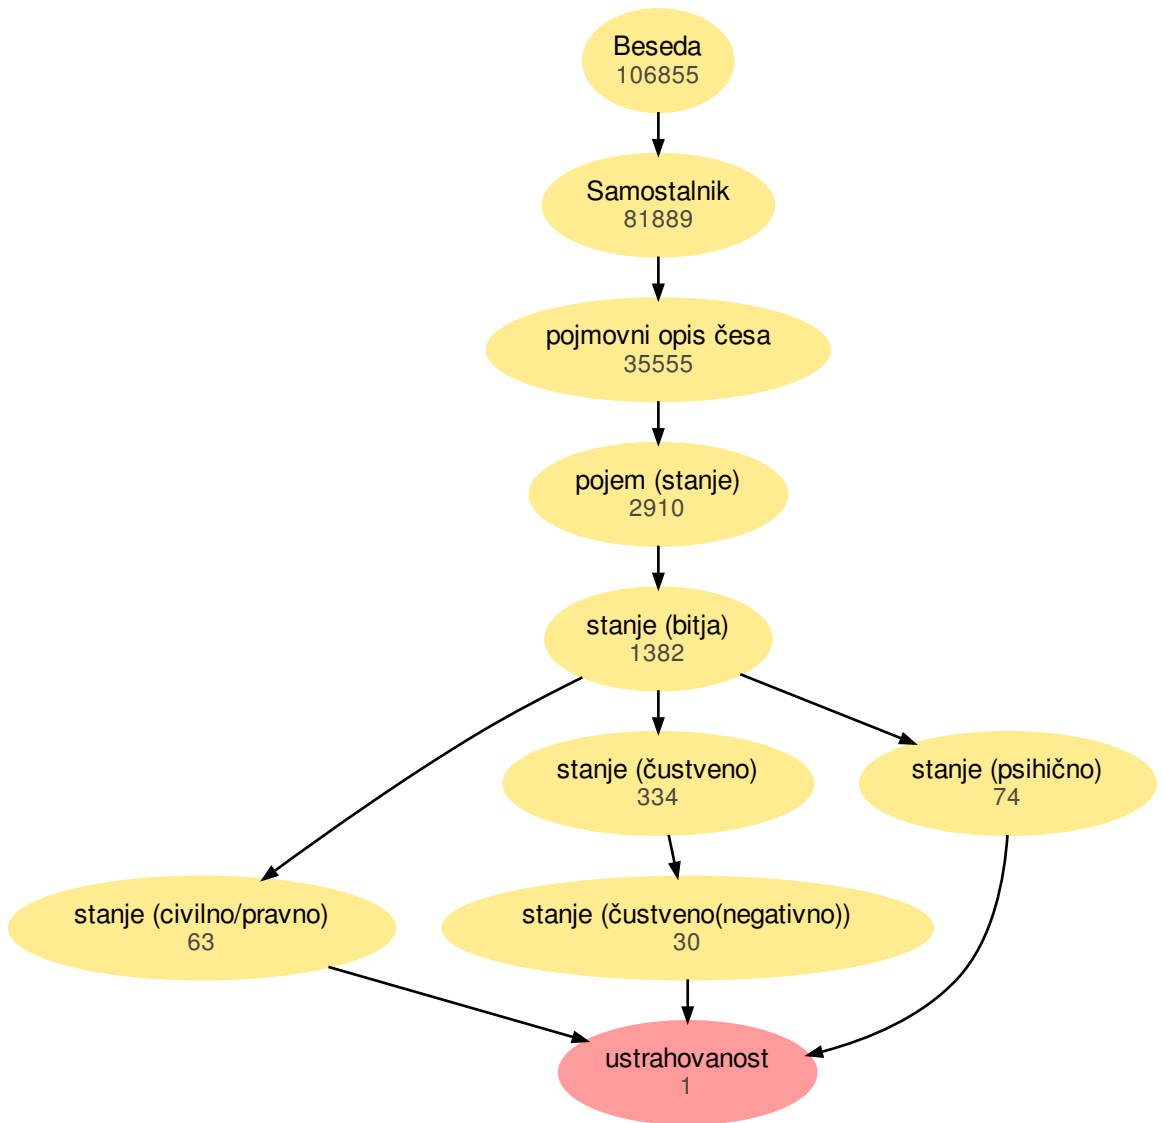 Beseda
106855
Samostalnik
81889
pojmovni opis česa
35555
pojem (stanje)
2910
stanje (bitja)
1382
stanje (čustveno)
334
stanje (psihično)
74
stanje (civilno/pravno)
63
stanje (čustveno(negativno))
30
ustrahovanost
1